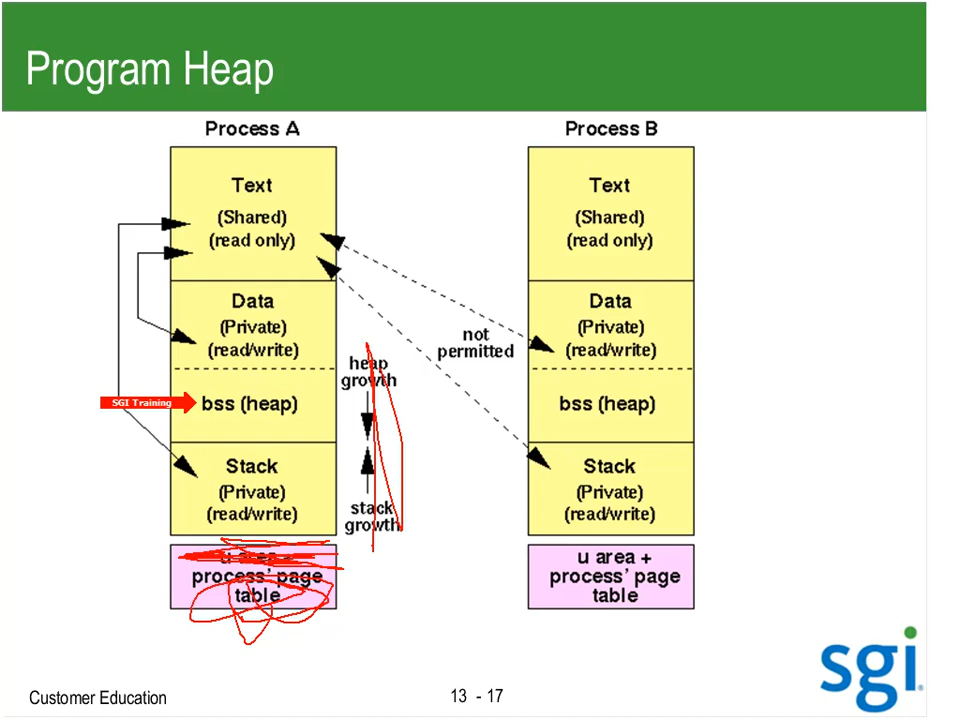 Program Heap
Process A
Process B
Text
(Shared)
(read only)
Text
(Shared)
(read only)
Data
(Private)
(read/write)
Data
(Private)
(read/write)
not
permitted
heap
growth
SGI Training
bss (heap)
bss (heap)
Stack
(Private)
(read/write)
stack
growth
Stack
(Private)
(read/write)
u area +
process' page
table
u area +
process' page
table
sgi
Customer Education
13 - 17